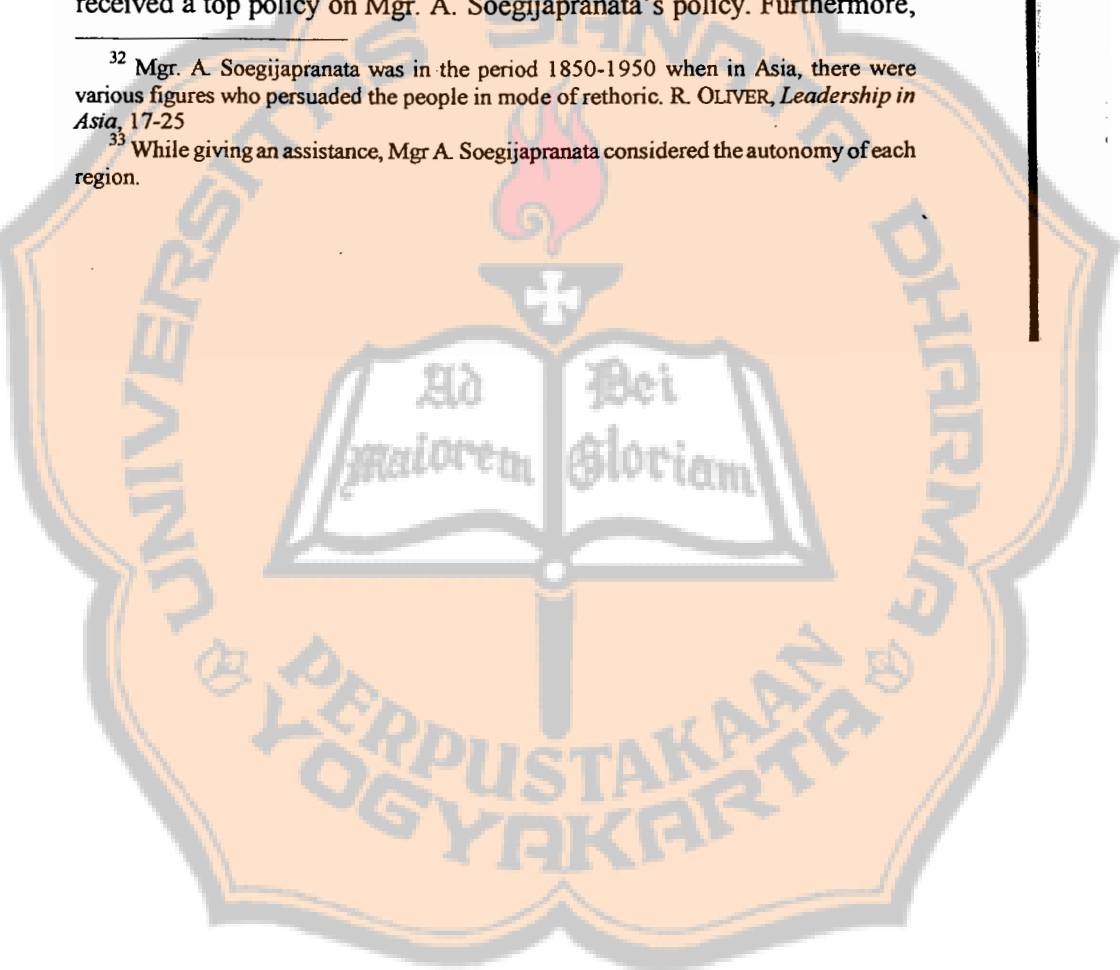 received a top policy on Mgr. A. Soegijapranata's policy. Furthermore,
32 Mgr. A. Soegijapranata was in the period 1850-1950 when in Asia, there were
various figures who persuaded the people in mode of rethoric. R. OLIVER, Leadership in
Asia, 17-25
33 While giving an assistance, Mgr A. Soegijapranata considered the autonomy of each
region.
UNIVERSITAS SANATA DHARMA
Ad Dei
Maiorem Gloriam
PERPUSTAKAAN
YOGYAKARTA